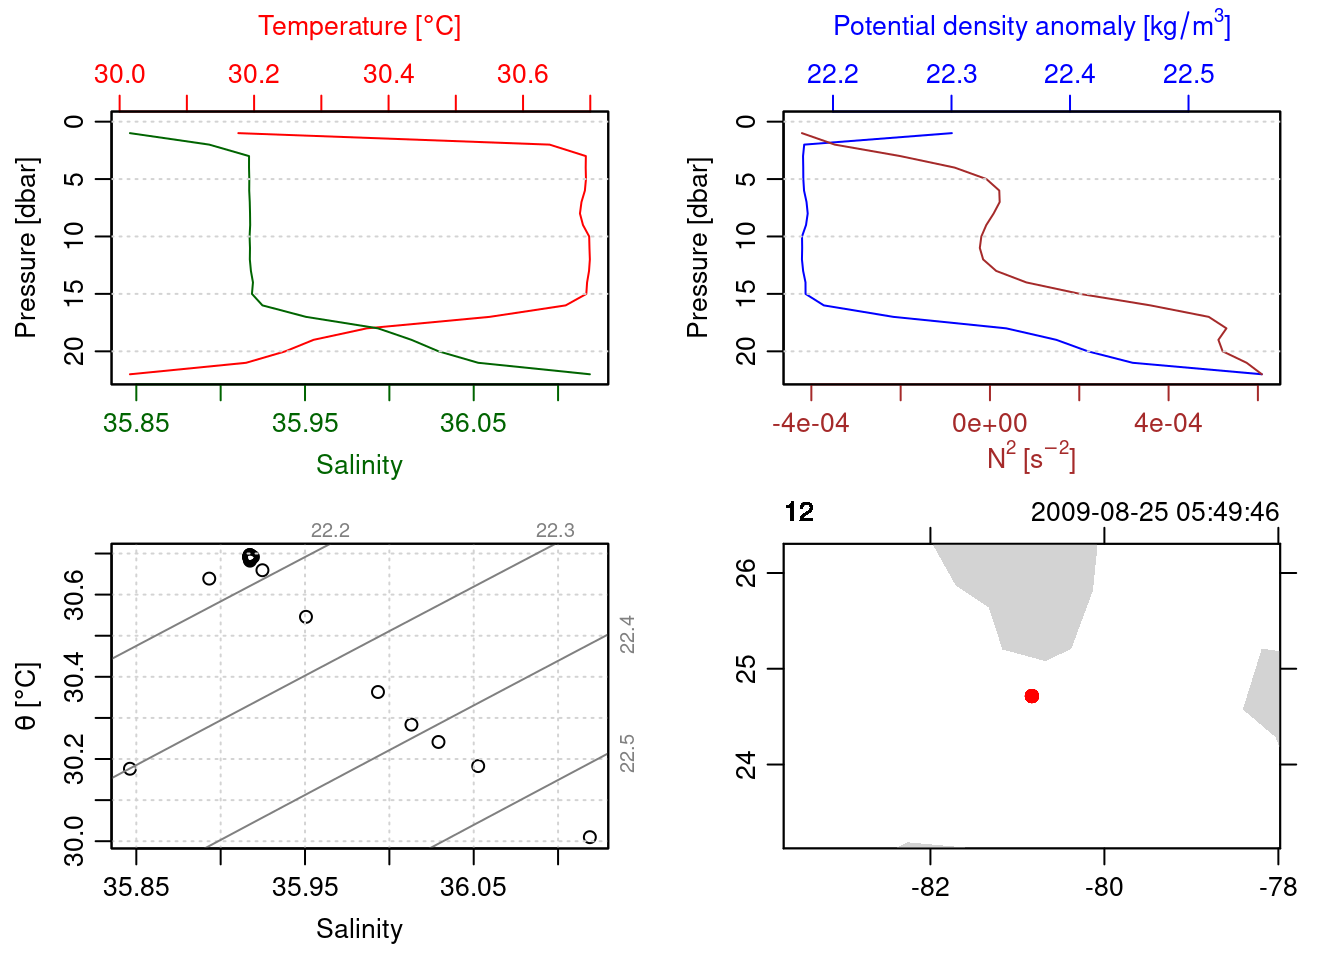 Temperature [°C]
30.0 30.2 30.4 30.6
0
5
10
15
20
Pressure [dbar]
35.85 35.95 36.05
Salinity
Potential density anomaly [kg/m³]
22.2 22.3 22.4 22.5
0
5
10
15
20
Pressure [dbar]
-4e-04 0e+00 4e-04
N² [s⁻²]
22.2 22.3
22.4
22.5
30.6
30.4
30.2
30.0
θ [°C]
35.85 35.95 36.05
Salinity
12 2009-08-25 05:49:46
26
25
24
-82 -80 -78